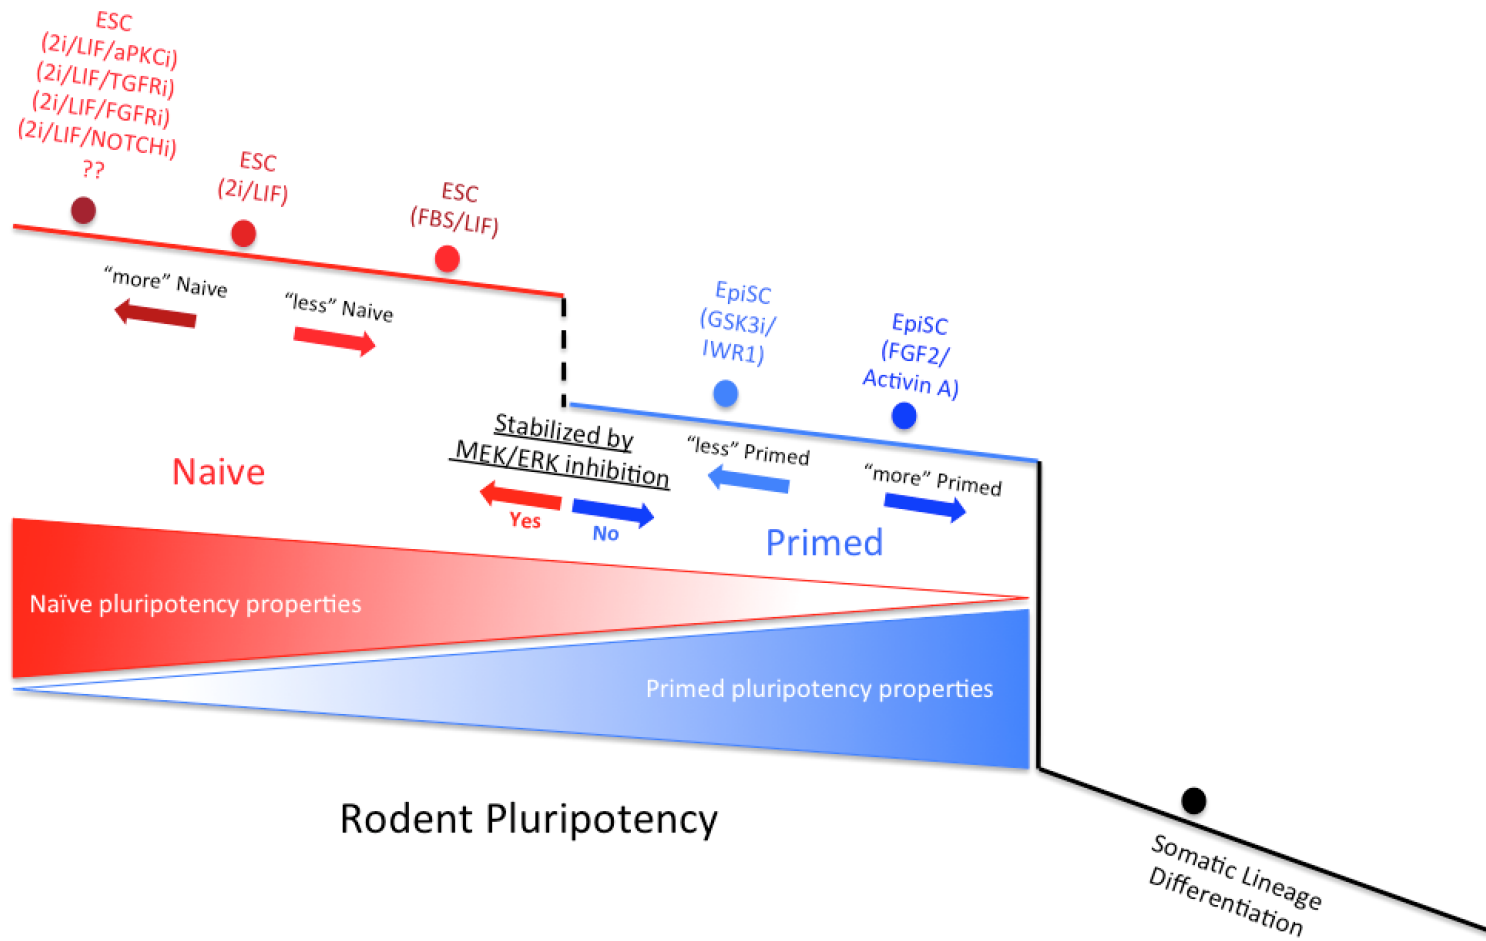 ESC
(2i/LIF/aPKCi)
(2i/LIF/TGFRi)
(2i/LIF/FGFRi)
(2i/LIF/NOTCHi)
??
ESC
(2i/LIF)
ESC
(FBS/LIF)
“more” Naive
“less” Naive
EpiSC
(GSK3i/
IWR1)
EpiSC
(FGF2/
Activin A)
Stabilized by
MEK/ERK inhibition
Yes
No
“less” Primed
“more” Primed
Naive
Primed
Naïve pluripotency properties
Primed pluripotency properties
Rodent Pluripotency
Somatic Lineage
Differentiation